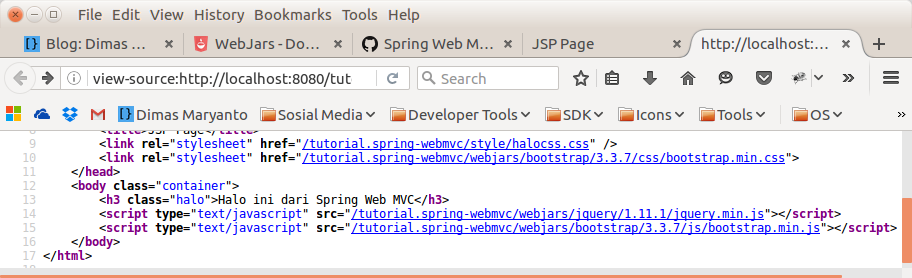 File Edit View History Bookmarks Tools Help
Blog: Dimas ... WebJars - Do... Spring Web M... JSP Page http://localhost:...
view-source:http://localhost:8080/tut Search
Dimas Maryanto Sosial Media Developer Tools SDK Icons Tools OS
8 <title>JSP Page</title>
9 <link rel="stylesheet" href="/tutorial.spring-webmvc/style/halocss.css" />
10 <link rel="stylesheet" href="/tutorial.spring-webmvc/webjars/bootstrap/3.3.7/css/bootstrap.min.css">
11 </head>
12 <body class="container">
13 <h3 class="halo">Halo ini dari Spring Web MVC</h3>
14 <script type="text/javascript" src="/tutorial.spring-webmvc/webjars/jquery/1.11.1/jquery.min.js"></script>
15 <script type="text/javascript" src="/tutorial.spring-webmvc/webjars/bootstrap/3.3.7/js/bootstrap.min.js"></script>
16 </body>
17 </html>